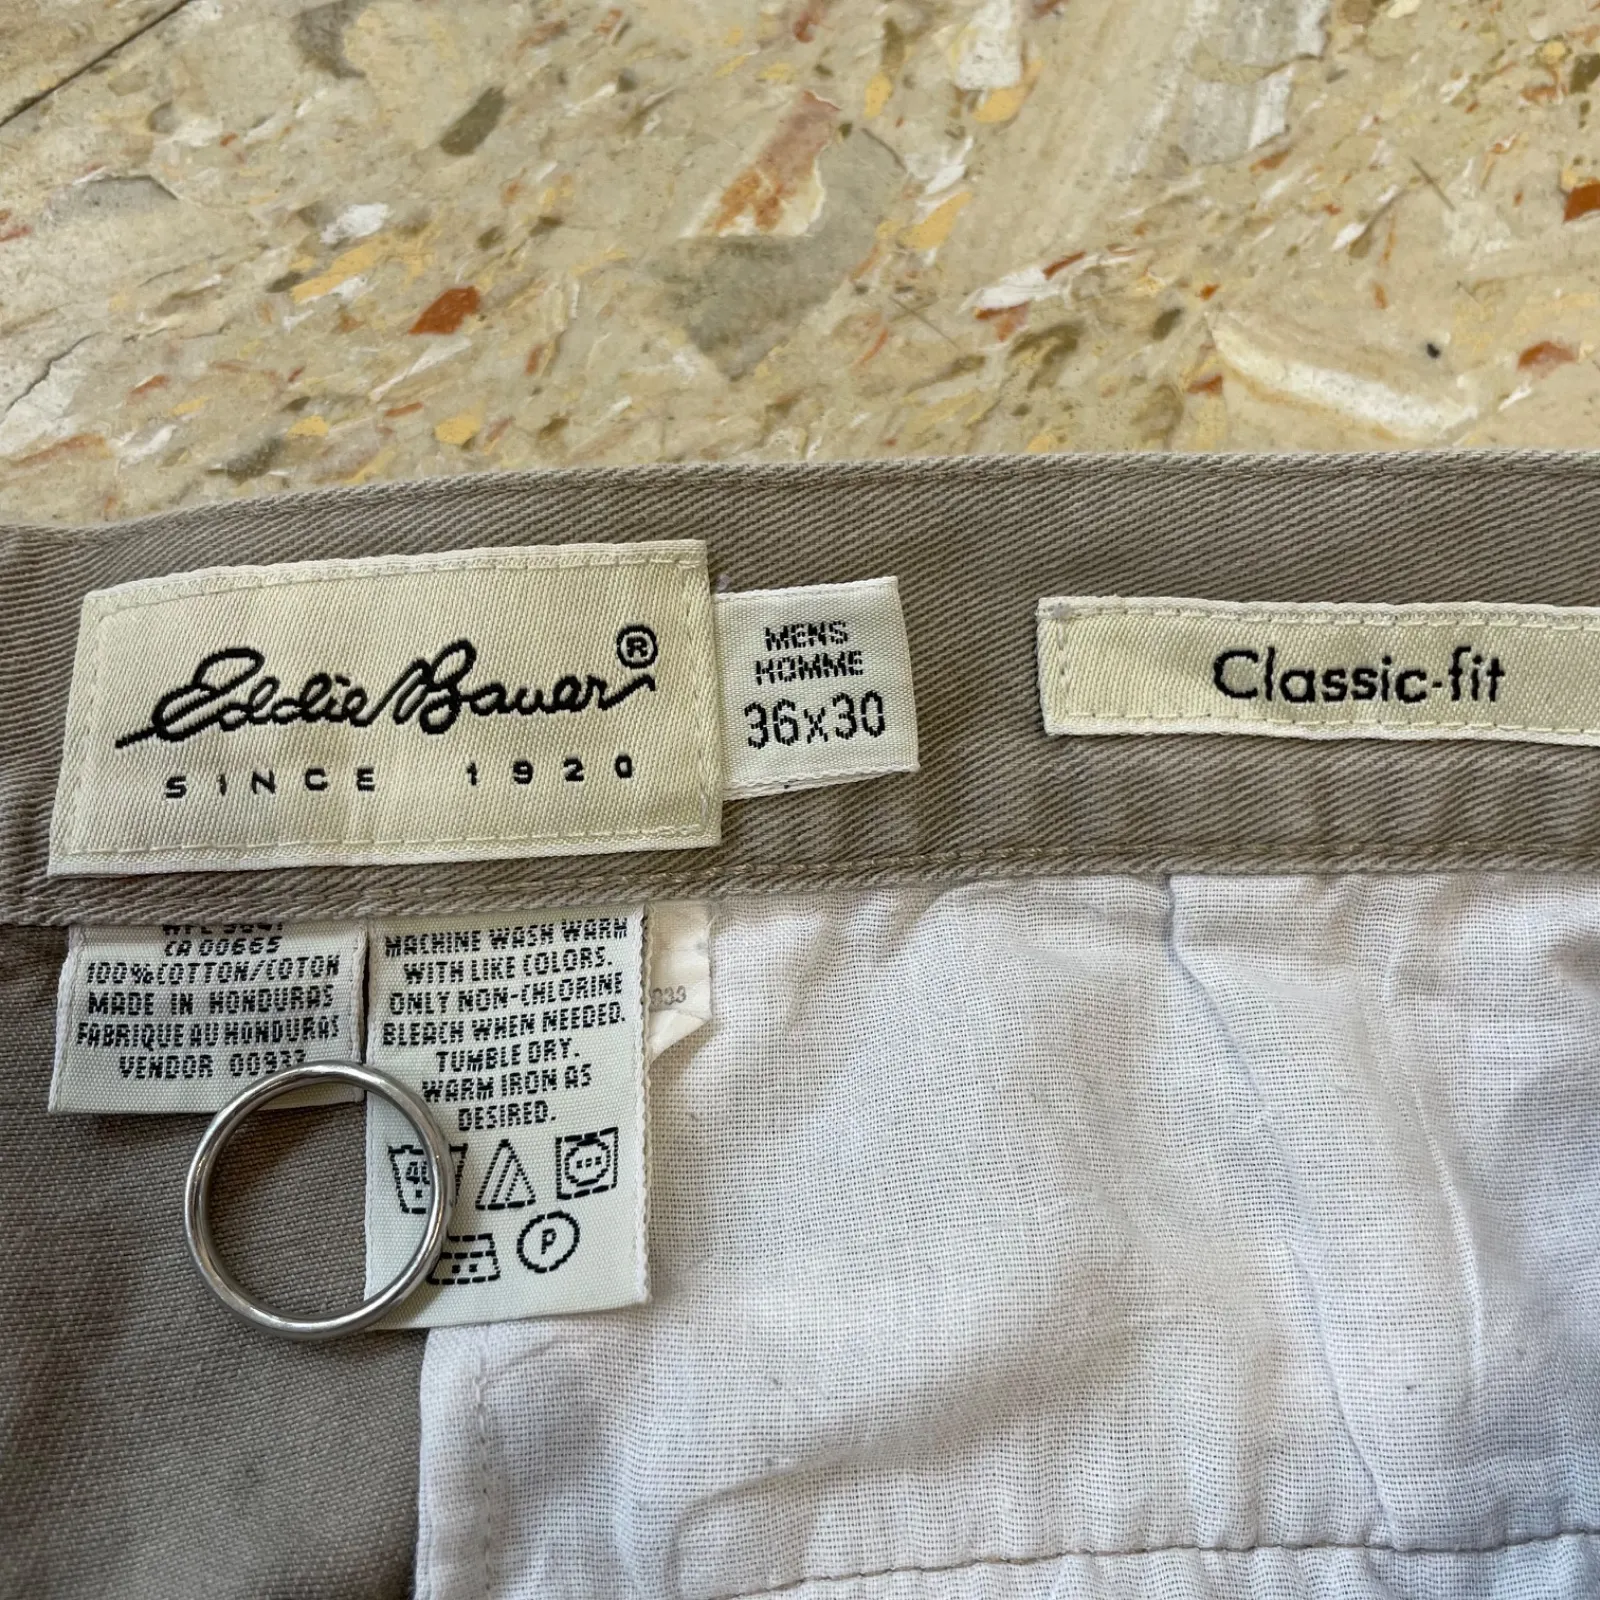 Eddie Bauer ®
SINCE 1920
MENS
HOMME
36x30
Classic-fit
CA 00665
100%COTTON/COTON
MADE IN HONDURAS
FABRIQUE AU HONDURAS
VENDOR 00933
MACHINE WASH WARM
WITH LIKE COLORS.
ONLY NON-CHLORINE
BLEACH WHEN NEEDED.
TUMBLE DRY.
WARM IRON AS
DESIRED.
40
P